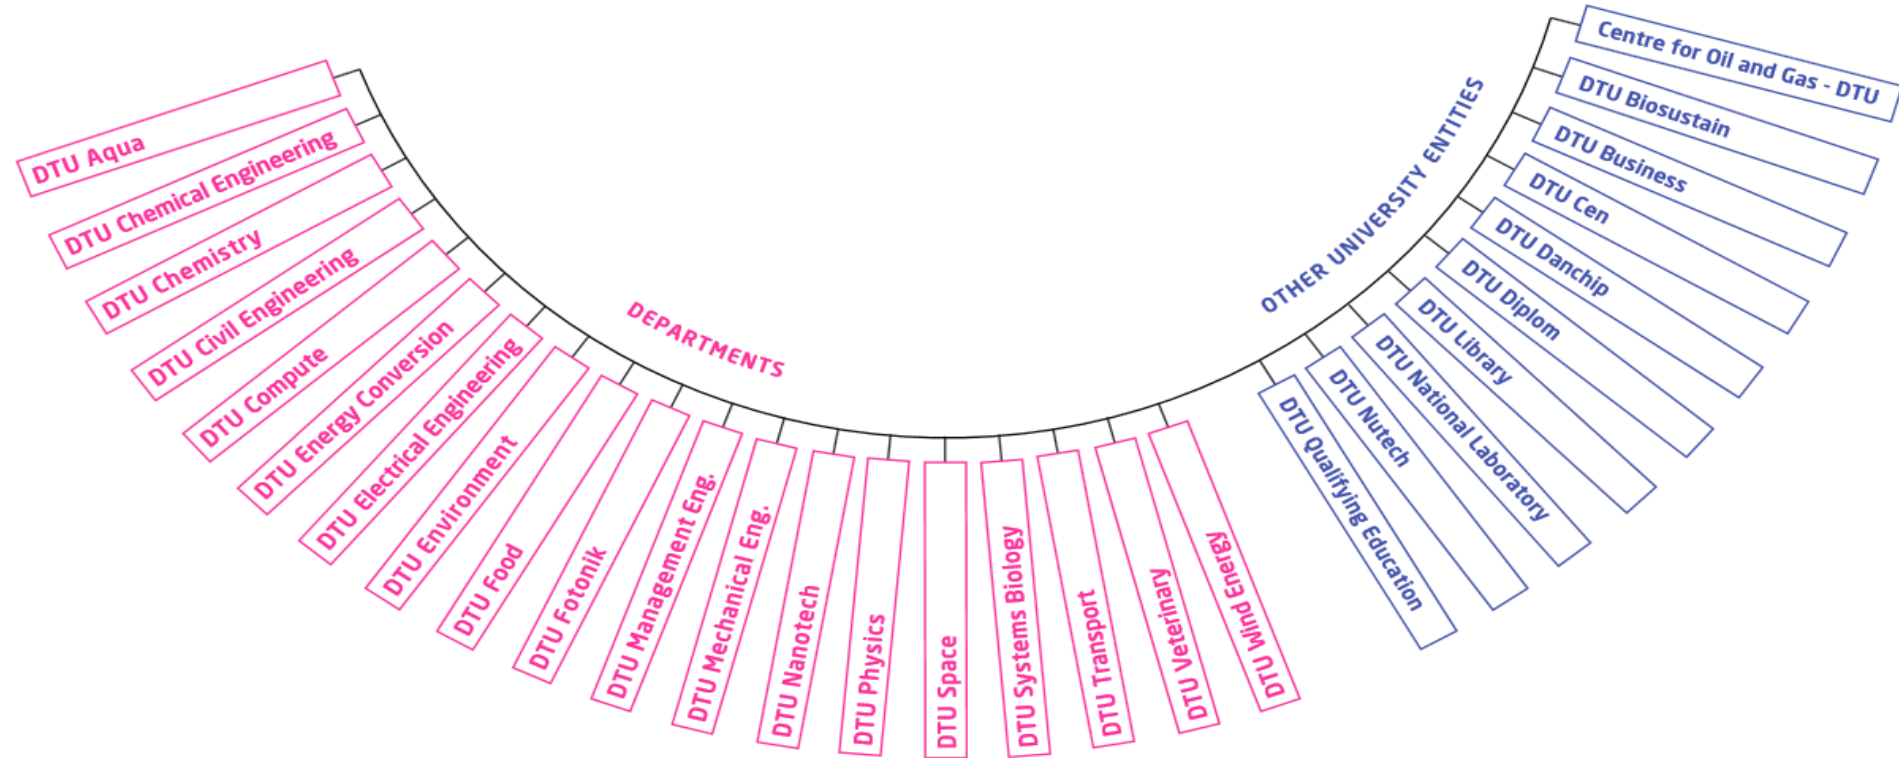 DEPARTMENTS
DTU Aqua
DTU Chemical Engineering
DTU Chemistry
DTU Civil Engineering
DTU Compute
DTU Energy Conversion
DTU Electrical Engineering
DTU Environment
DTU Food
DTU Fotonik
DTU Management Eng.
DTU Mechanical Eng.
DTU Nanotech
DTU Physics
DTU Space
DTU Systems Biology
DTU Transport
DTU Veterinary
DTU Wind Energy
OTHER UNIVERSITY ENTITIES
Centre for Oil and Gas - DTU
DTU Biosustain
DTU Business
DTU Cen
DTU Danchip
DTU Diplom
DTU Library
DTU National Laboratory
DTU Nutech
DTU Qualifying Education